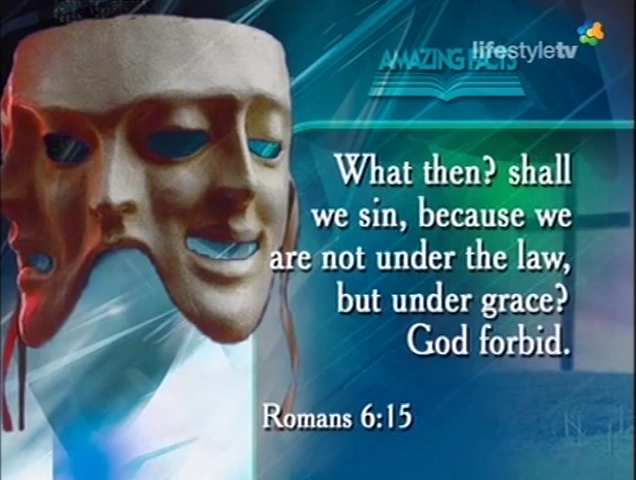 lifestyletv
AMAZING FACTS
What then? shall
we sin, because we
are not under the law,
but under grace?
God forbid.
Romans 6:15